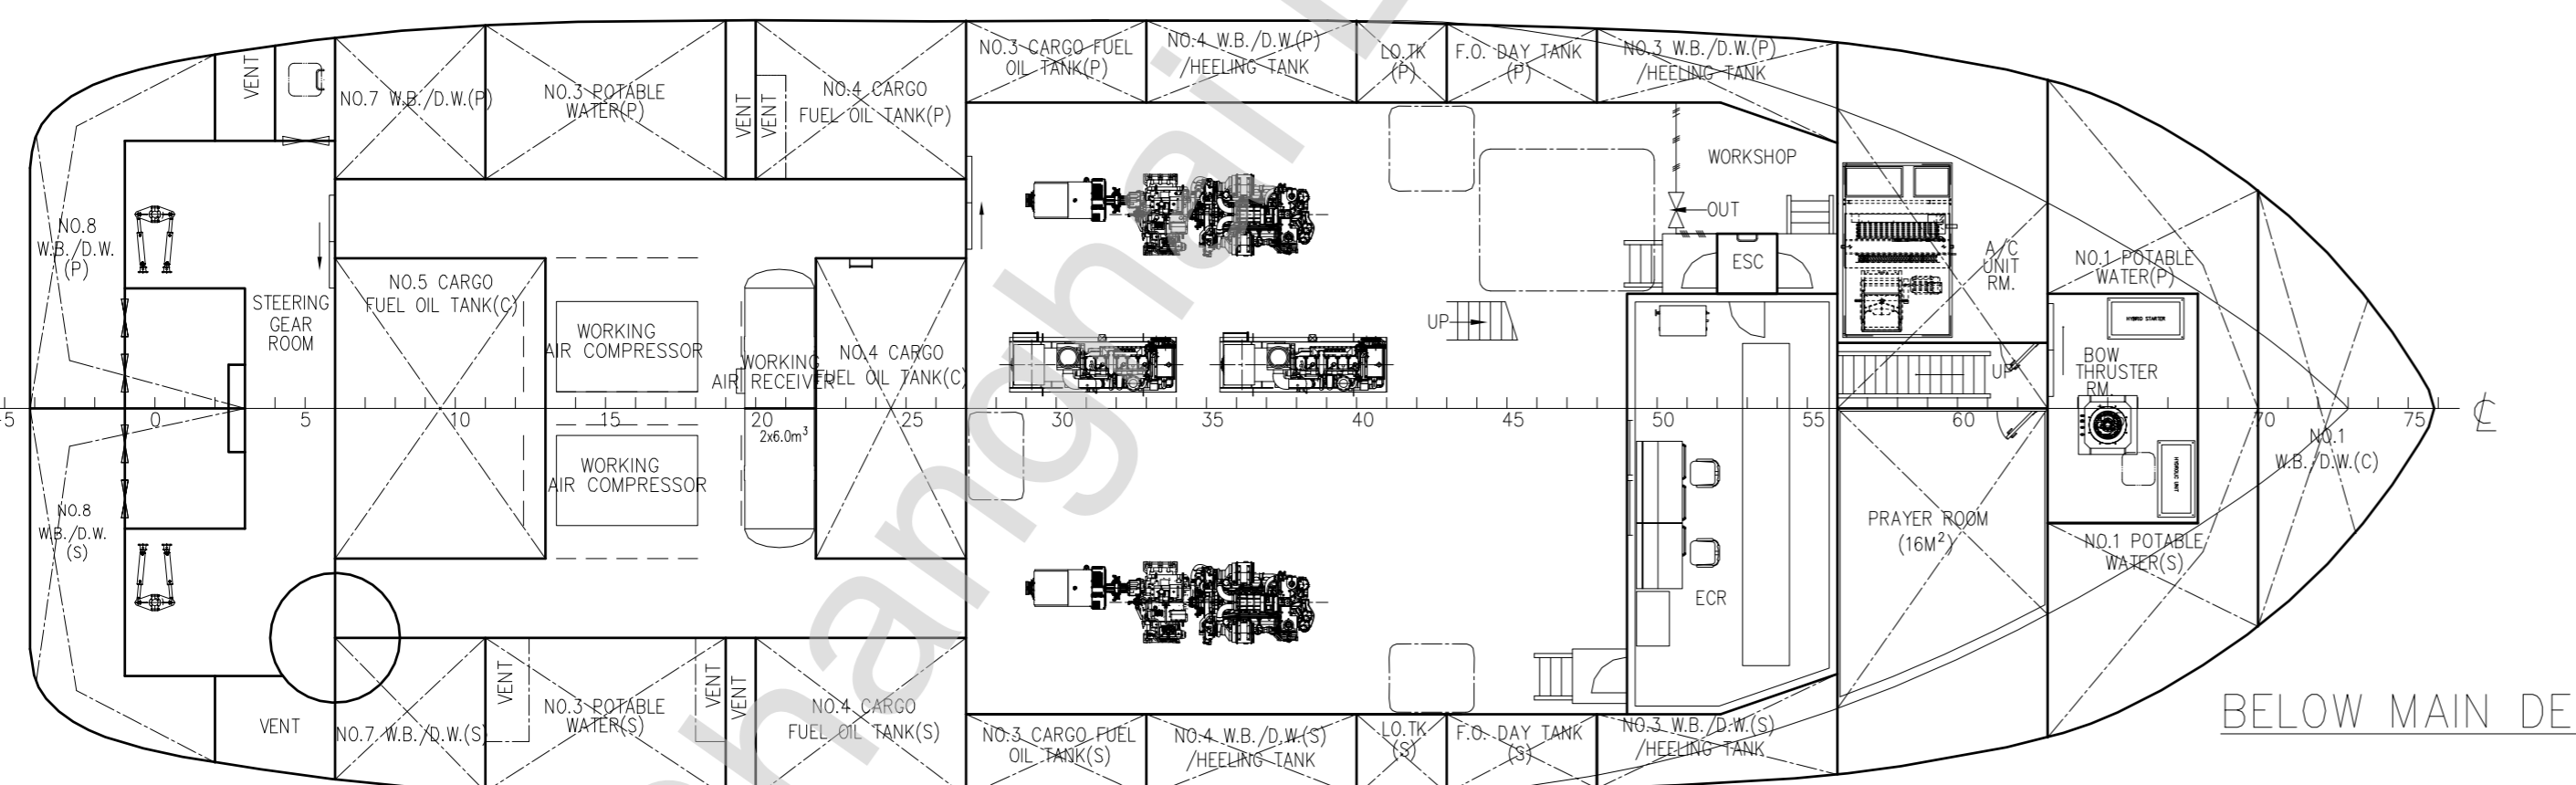 VENT
NO.7 W.B./D.W.(P)
NO.3 POTABLE
WATER(P)
VENT
VENT
NO.4 CARGO
FUEL OIL TANK(P)
NO.3 CARGO FUEL
OIL TANK(P)
NO.4 W.B./D.W.(P)
/HEELING TANK
LO.TK
(P)
F.O. DAY TANK
(P)
NO.3 W.B./D.W.(P)
/HEELING TANK
WORKSHOP
OUT
ESC
A/C
UNIT
RM.
NO.1 POTABLE
WATER(P)
HYBRID STARTER
NO.8
W.B./D.W.
(P)
STEERING
GEAR
ROOM
NO.5 CARGO
FUEL OIL TANK(C)
WORKING
AIR COMPRESSOR
WORKING
AIR RECEIVER
NO.4 CARGO
FUEL OIL TANK(C)
UP
UP
BOW
THRUSTER
RM.
-5 0 5 10 15 20 25 30 35 40 45 50 55 60 70 75 ℄
2x6.0m³
WORKING
AIR COMPRESSOR
NO.1
W.B./D.W.(C)
HYDRAULIC UNIT
NO.8
W.B./D.W.
(S)
PRAYER ROOM
(16M²)
NO.1 POTABLE
WATER(S)
ECR
VENT
NO.7 W.B./D.W.(S)
VENT
NO.3 POTABLE
WATER(S)
VENT
VENT
NO.4 CARGO
FUEL OIL TANK(S)
NO.3 CARGO FUEL
OIL TANK(S)
NO.4 W.B./D.W.(S)
/HEELING TANK
LO.TK
(S)
F.O. DAY TANK
(S)
NO.3 W.B./D.W.(S)
/HEELING TANK
BELOW MAIN DE
hanghai